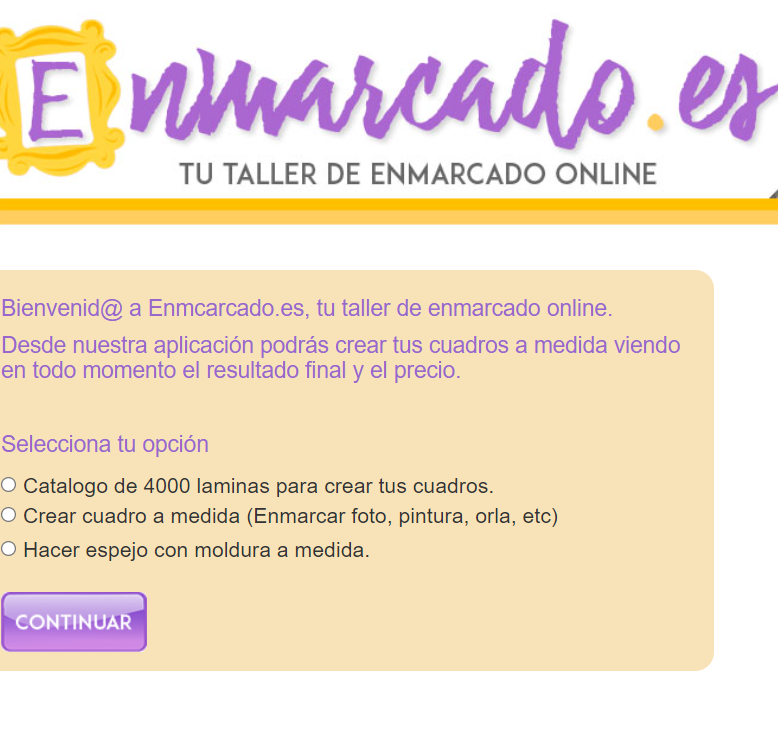 Enmarcado.es
TU TALLER DE ENMARCADO ONLINE
Bienvenid@ a Enmcarcado.es, tu taller de enmarcado online.
Desde nuestra aplicación podrás crear tus cuadros a medida viendo
en todo momento el resultado final y el precio.
Selecciona tu opción
Catalogo de 4000 laminas para crear tus cuadros.
Crear cuadro a medida (Enmarcar foto, pintura, orla, etc)
Hacer espejo con moldura a medida.
CONTINUAR